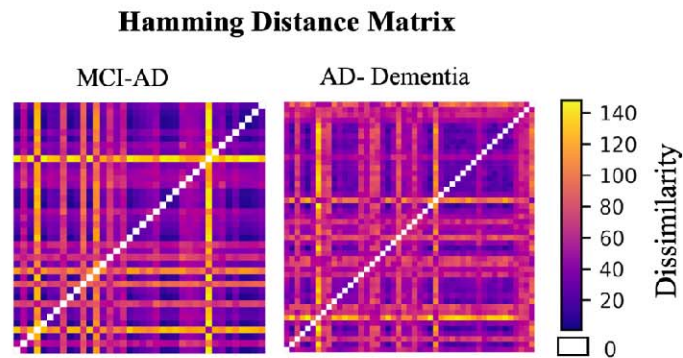 Hamming Distance Matrix
MCI-AD
AD- Dementia
140
120
100
80
60
40
20
0
Dissimilarity